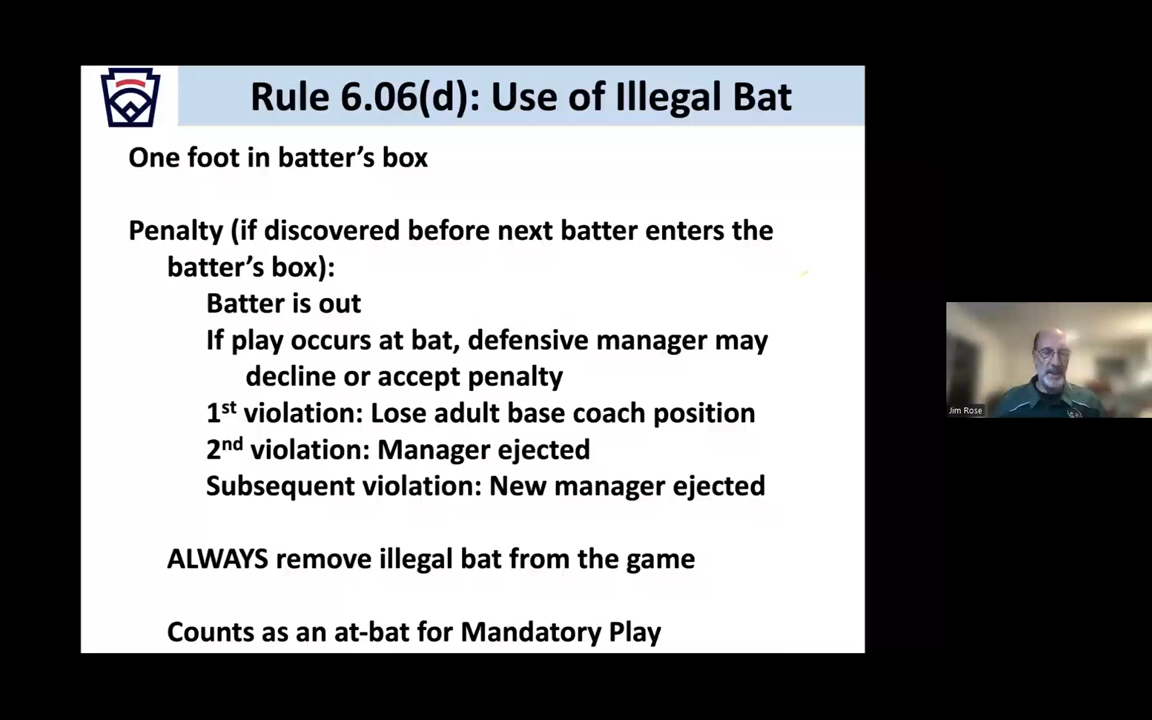 Rule 6.06(d): Use of Illegal Bat
One foot in batter's box
Penalty (if discovered before next batter enters the
batter's box):
Batter is out
If play occurs at bat, defensive manager may
decline or accept penalty
1st violation: Lose adult base coach position
2nd violation: Manager ejected
Subsequent violation: New manager ejected
ALWAYS remove illegal bat from the game
Counts as an at-bat for Mandatory Play
Jim Rose